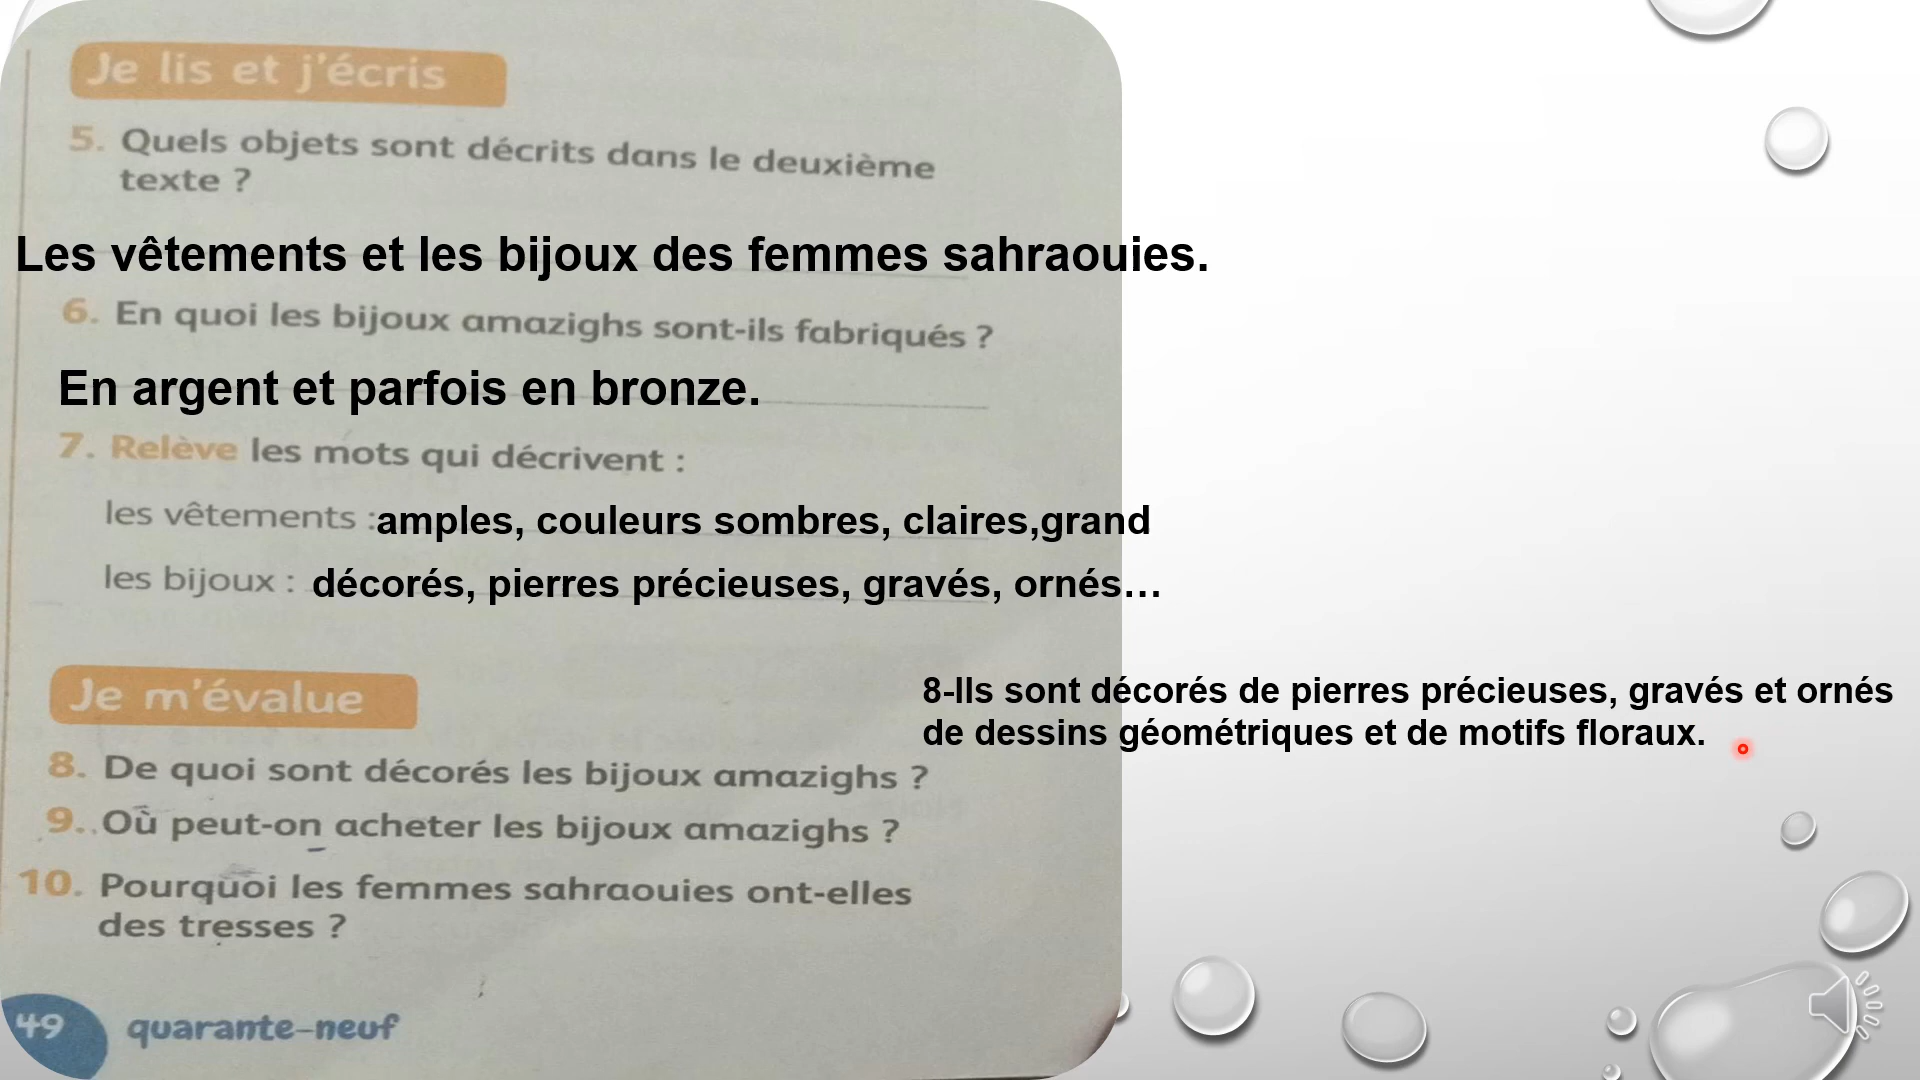 Je lis et j'écris
5. Quels objets sont décrits dans le deuxième
texte ?
Les vêtements et les bijoux des femmes sahraouies.
6. En quoi les bijoux amazighs sont-ils fabriqués ?
En argent et parfois en bronze.
7. Relève les mots qui décrivent :
les vêtements :amples, couleurs sombres, claires,grand
les bijoux : décorés, pierres précieuses, gravés, ornés…
Je m'évalue
8-Ils sont décorés de pierres précieuses, gravés et ornés
de dessins géométriques et de motifs floraux.
8. De quoi sont décorés les bijoux amazighs ?
9. Où peut-on acheter les bijoux amazighs ?
10. Pourquoi les femmes sahraouies ont-elles
des tresses ?
49 quarante-neuf